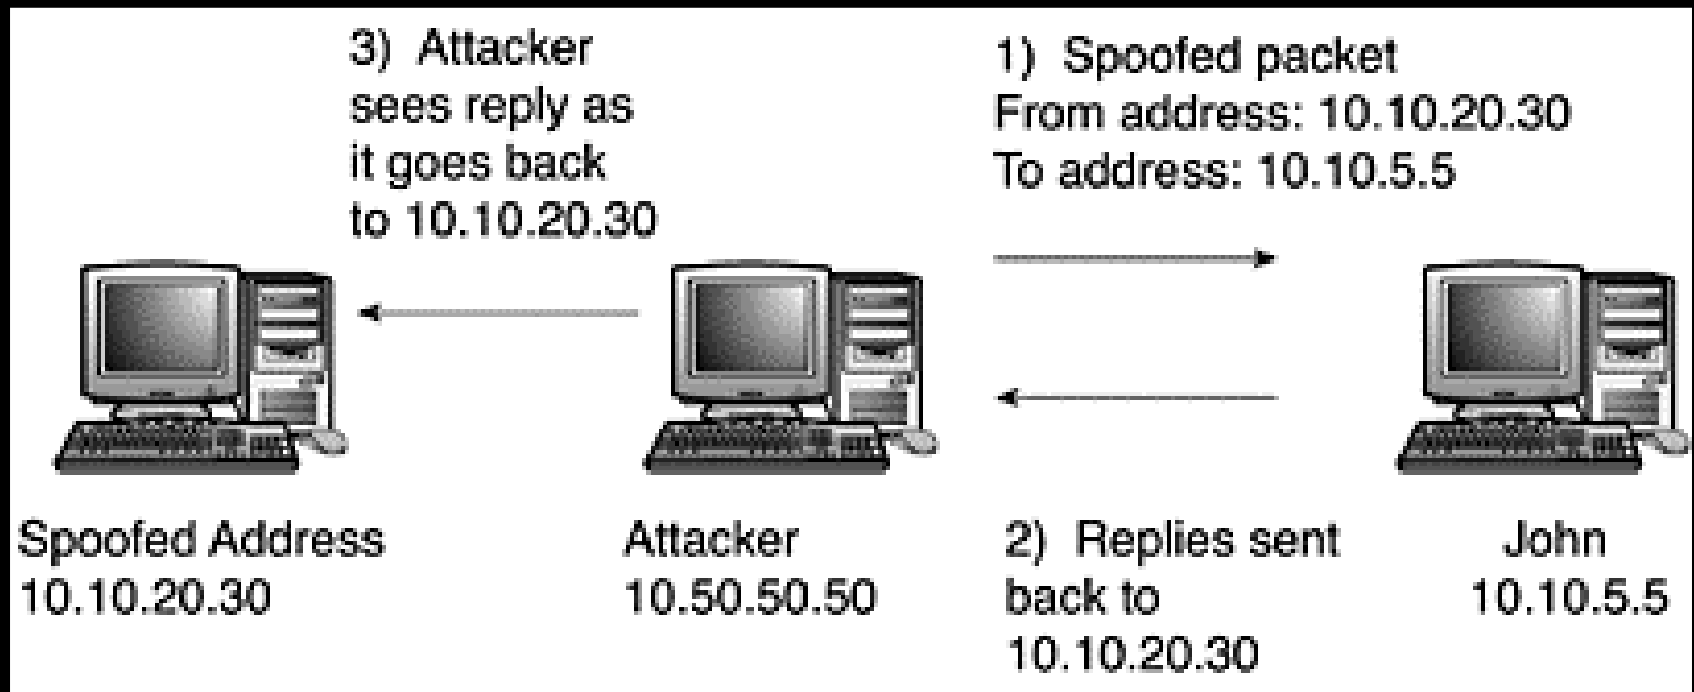 3) Attacker
sees reply as
it goes back
to 10.10.20.30
1) Spoofed packet
From address: 10.10.20.30
To address: 10.10.5.5
Spoofed Address
10.10.20.30
Attacker
10.50.50.50
2) Replies sent
back to
10.10.20.30
John
10.10.5.5